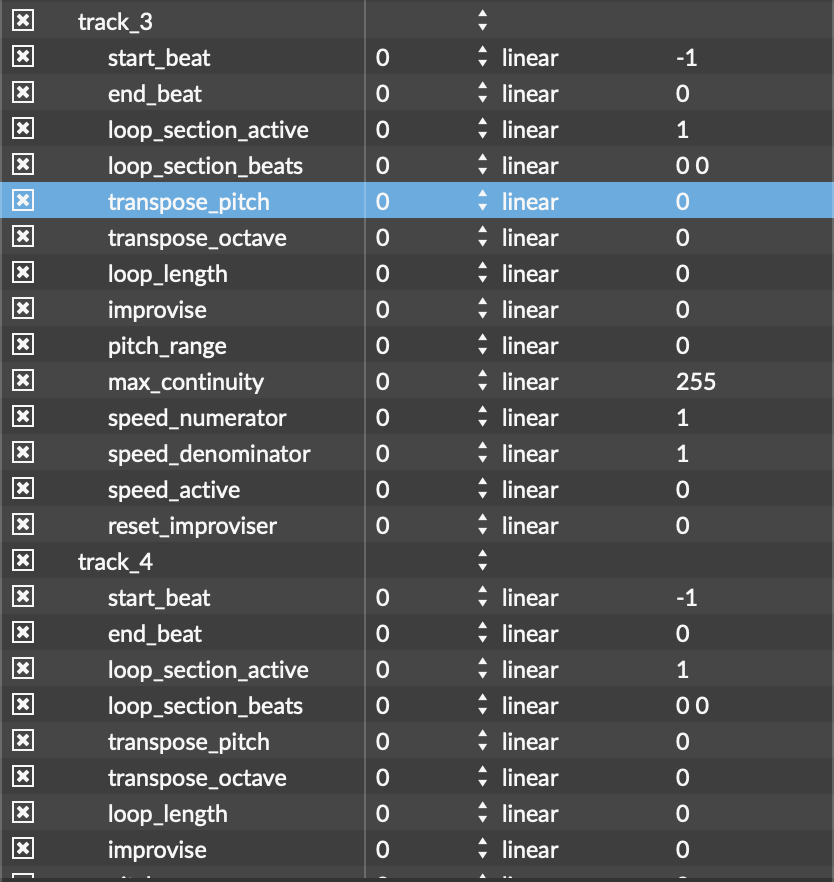 track_3
start_beat 0 linear -1
end_beat 0 linear 0
loop_section_active 0 linear 1
loop_section_beats 0 linear 0 0
transpose_pitch 0 linear 0
transpose_octave 0 linear 0
loop_length 0 linear 0
improvise 0 linear 0
pitch_range 0 linear 0
max_continuity 0 linear 255
speed_numerator 0 linear 1
speed_denominator 0 linear 1
speed_active 0 linear 0
reset_improviser 0 linear 0
track_4
start_beat 0 linear -1
end_beat 0 linear 0
loop_section_active 0 linear 1
loop_section_beats 0 linear 0 0
transpose_pitch 0 linear 0
transpose_octave 0 linear 0
loop_length 0 linear 0
improvise 0 linear 0